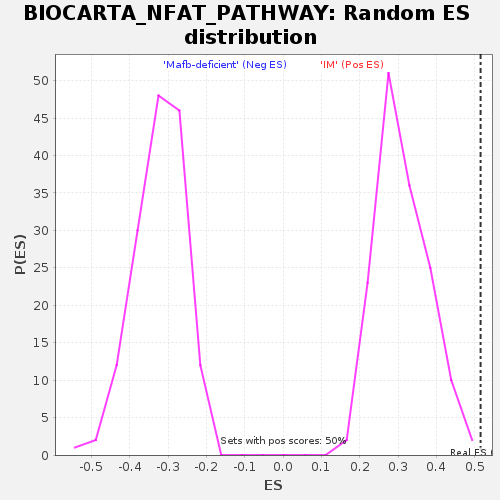 BIOCARTA_NFAT_PATHWAY: Random ES
distribution
'Mafb-deficient' (Neg ES) 'IM' (Pos ES)
50
45
40
35
30
25
20
15
10
5
0
P(ES)
Sets with pos scores: 50%
Real ES
-0.5 -0.4 -0.3 -0.2 -0.1 0.0 0.1 0.2 0.3 0.4 0.5
ES